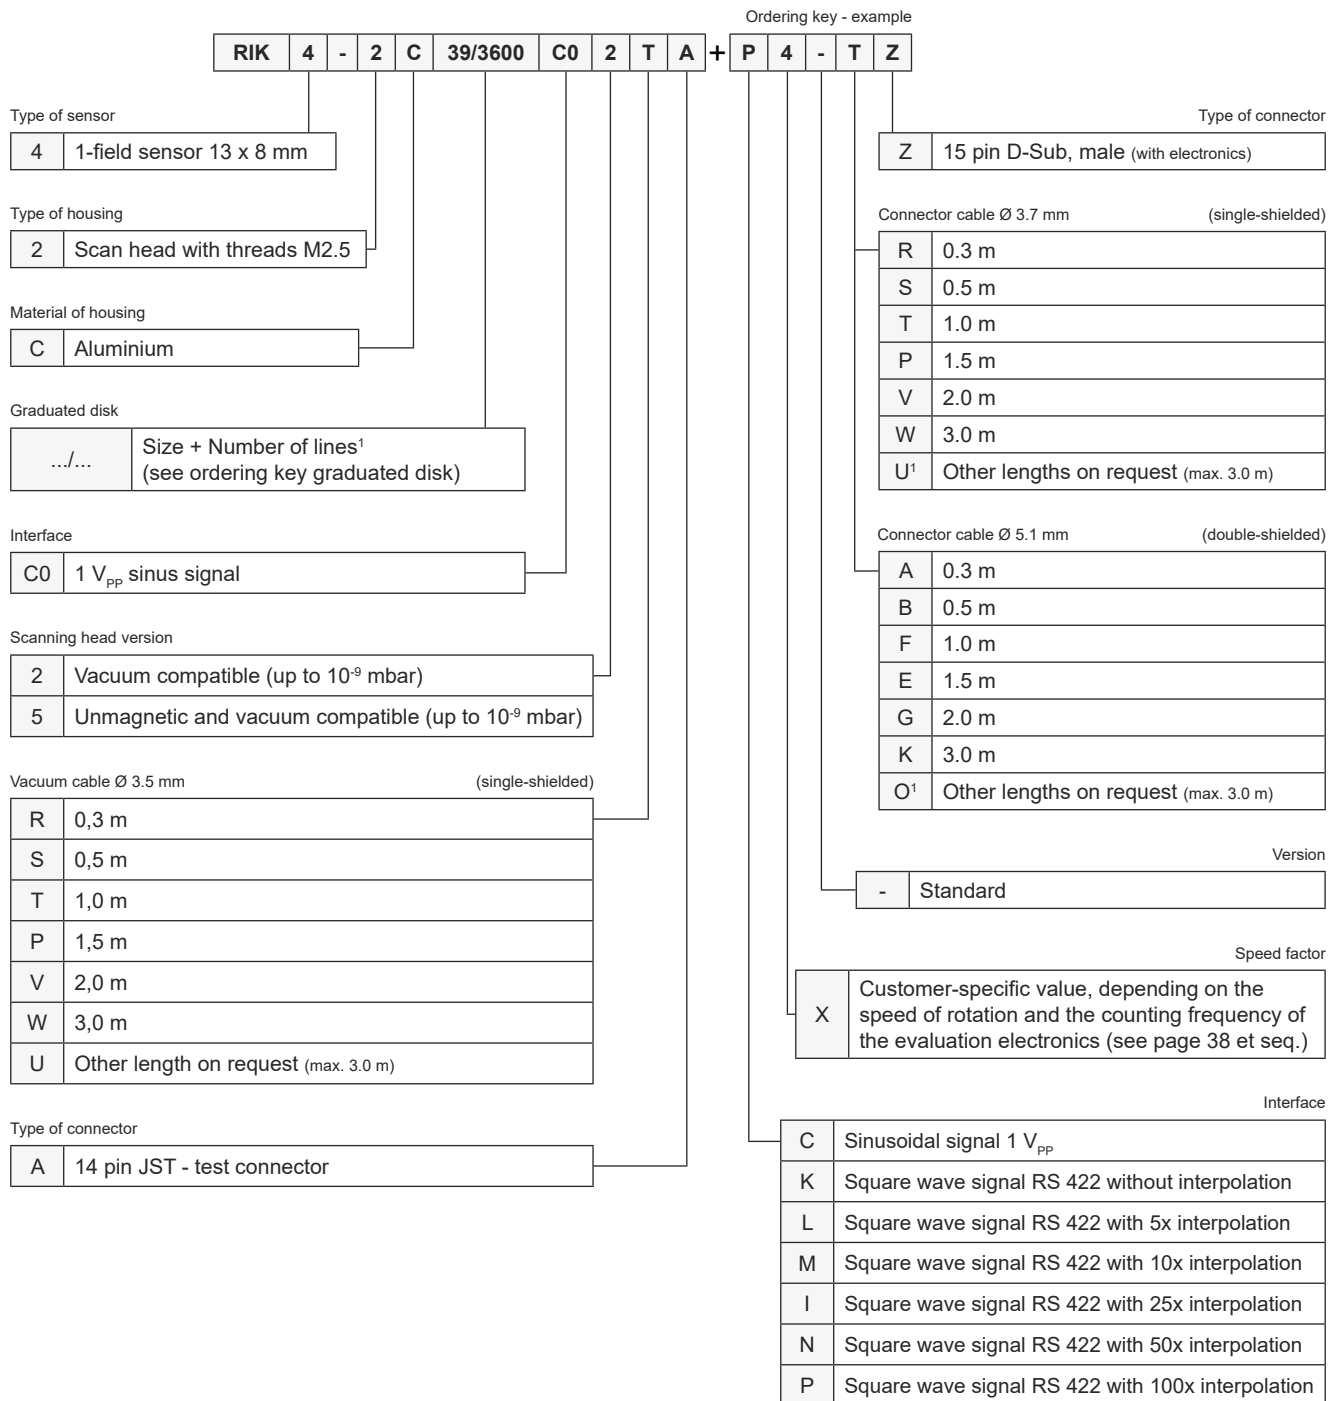 Ordering key - example
RIK 4 - 2 C 39/3600 C0 2 T A + P 4 - T Z
Type of sensor
4 1-field sensor 13 x 8 mm
Type of housing
2 Scan head with threads M2.5
Material of housing
C Aluminium
Graduated disk
.../... Size + Number of lines¹
(see ordering key graduated disk)
Interface
C0 1 VPP sinus signal
Scanning head version
2 Vacuum compatible (up to 10⁻⁹ mbar)
5 Unmagnetic and vacuum compatible (up to 10⁻⁹ mbar)
Vacuum cable Ø 3.5 mm (single-shielded)
R 0,3 m
S 0,5 m
T 1,0 m
P 1,5 m
V 2,0 m
W 3,0 m
U Other length on request (max. 3.0 m)
Type of connector
A 14 pin JST - test connector
Type of connector
Z 15 pin D-Sub, male (with electronics)
Connector cable Ø 3.7 mm (single-shielded)
R 0.3 m
S 0.5 m
T 1.0 m
P 1.5 m
V 2.0 m
W 3.0 m
U¹ Other lengths on request (max. 3.0 m)
Connector cable Ø 5.1 mm (double-shielded)
A 0.3 m
B 0.5 m
F 1.0 m
E 1.5 m
G 2.0 m
K 3.0 m
O¹ Other lengths on request (max. 3.0 m)
Version
- Standard
Speed factor
X Customer-specific value, depending on the
speed of rotation and the counting frequency of
the evaluation electronics (see page 38 et seq.)
Interface
C Sinusoidal signal 1 VPP
K Square wave signal RS 422 without interpolation
L Square wave signal RS 422 with 5x interpolation
M Square wave signal RS 422 with 10x interpolation
I Square wave signal RS 422 with 25x interpolation
N Square wave signal RS 422 with 50x interpolation
P Square wave signal RS 422 with 100x interpolation